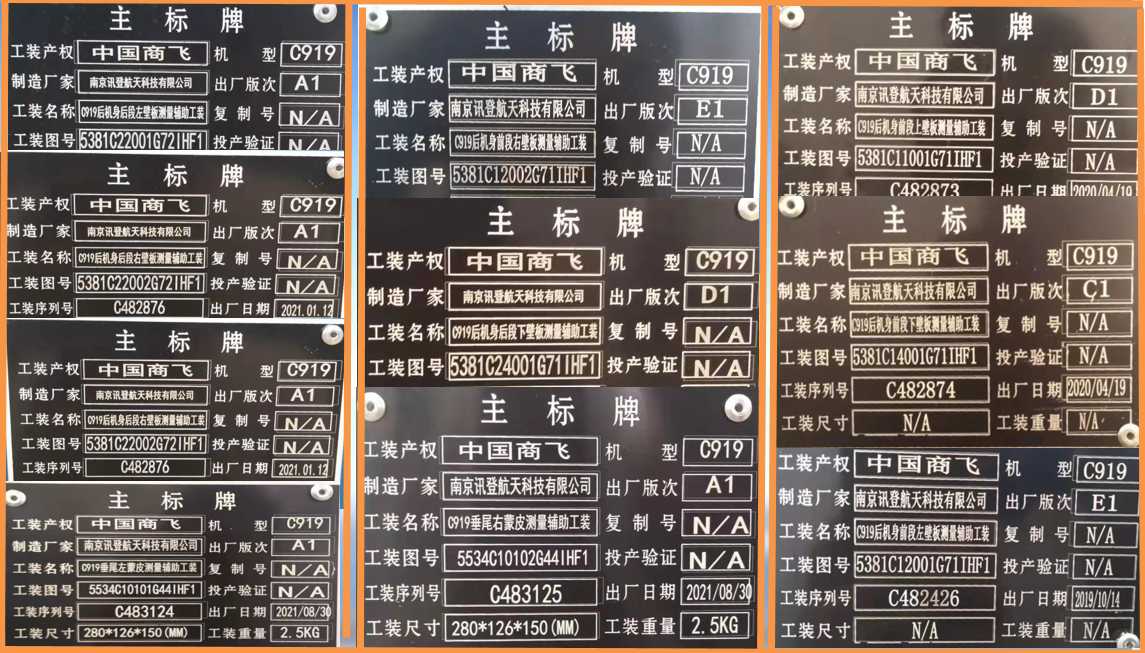 主 标 牌
工装产权 中国商飞 机 型 C919
制造厂家 南京讯登航天科技有限公司 出厂版次 A1
工装名称 C919后机身后段左壁板测量辅助工装 复 制 号 N/A
工装图号 5381C22001G72IHF1 投产验证 N/A
主 标 牌
工装产权 中国商飞 机 型 C919
制造厂家 南京讯登航天科技有限公司 出厂版次 A1
工装名称 C919后机身后段右壁板测量辅助工装 复 制 号 N/A
工装图号 5381C22002G72IHF1 投产验证 N/A
工装序列号 C482876 出厂日期 2021.01.12
主 标 牌
工装产权 中国商飞 机 型 C919
制造厂家 南京讯登航天科技有限公司 出厂版次 A1
工装名称 C919后机身后段右壁板测量辅助工装 复 制 号 N/A
工装图号 5381C22002G72IHF1 投产验证 N/A
工装序列号 C482876 出厂日期 2021.01.12
主 标 牌
工装产权 中国商飞 机 型 C919
制造厂家 南京讯登航天科技有限公司 出厂版次 A1
工装名称 C919垂尾左蒙皮测量辅助工装 复 制 号 N/A
工装图号 5534C10101G44IHF1 投产验证 N/A
工装序列号 C483124 出厂日期 2021/08/30
工装尺寸 280*126*150(MM) 工装重量 2.5KG
主 标 牌
工装产权 中国商飞 机 型 C919
制造厂家 南京讯登航天科技有限公司 出厂版次 E1
工装名称 C919后机身前段右壁板测量辅助工装 复 制 号 N/A
工装图号 5381C12002G71IHF1 投产验证 N/A
主 标 牌
工装产权 中国商飞 机 型 C919
制造厂家 南京讯登航天科技有限公司 出厂版次 D1
工装名称 C919后机身后段下壁板测量辅助工装 复 制 号 N/A
工装图号 5381C24001G71IHF1 投产验证 N/A
主 标 牌
工装产权 中国商飞 机 型 C919
制造厂家 南京讯登航天科技有限公司 出厂版次 A1
工装名称 C919垂尾右蒙皮测量辅助工装 复 制 号 N/A
工装图号 5534C10102G44IHF1 投产验证 N/A
工装序列号 C483125 出厂日期 2021/08/30
工装尺寸 280*126*150(MM) 工装重量 2.5KG
主 标 牌
工装产权 中国商飞 机 型 C919
制造厂家 南京讯登航天科技有限公司 出厂版次 D1
工装名称 C919后机身前段上壁板测量辅助工装 复 制 号 N/A
工装图号 5381C11001G71IHF1 投产验证 N/A
工装序列号 C482873 出厂日期 2020/04/19
主 标 牌
工装产权 中国商飞 机 型 C919
制造厂家 南京讯登航天科技有限公司 出厂版次 C1
工装名称 C919后机身前段下壁板测量辅助工装 复 制 号 N/A
工装图号 5381C14001G71IHF1 投产验证 N/A
工装序列号 C482874 出厂日期 2020/04/19
工装尺寸 N/A 工装重量 N/A
工装产权 中国商飞 机 型 C919
制造厂家 南京讯登航天科技有限公司 出厂版次 E1
工装名称 C919后机身前段左壁板测量辅助工装 复 制 号 N/A
工装图号 5381C12001G71IHF1 投产验证 N/A
工装序列号 C482426 出厂日期 2019/10/14
工装尺寸 N/A 工装重量 N/A